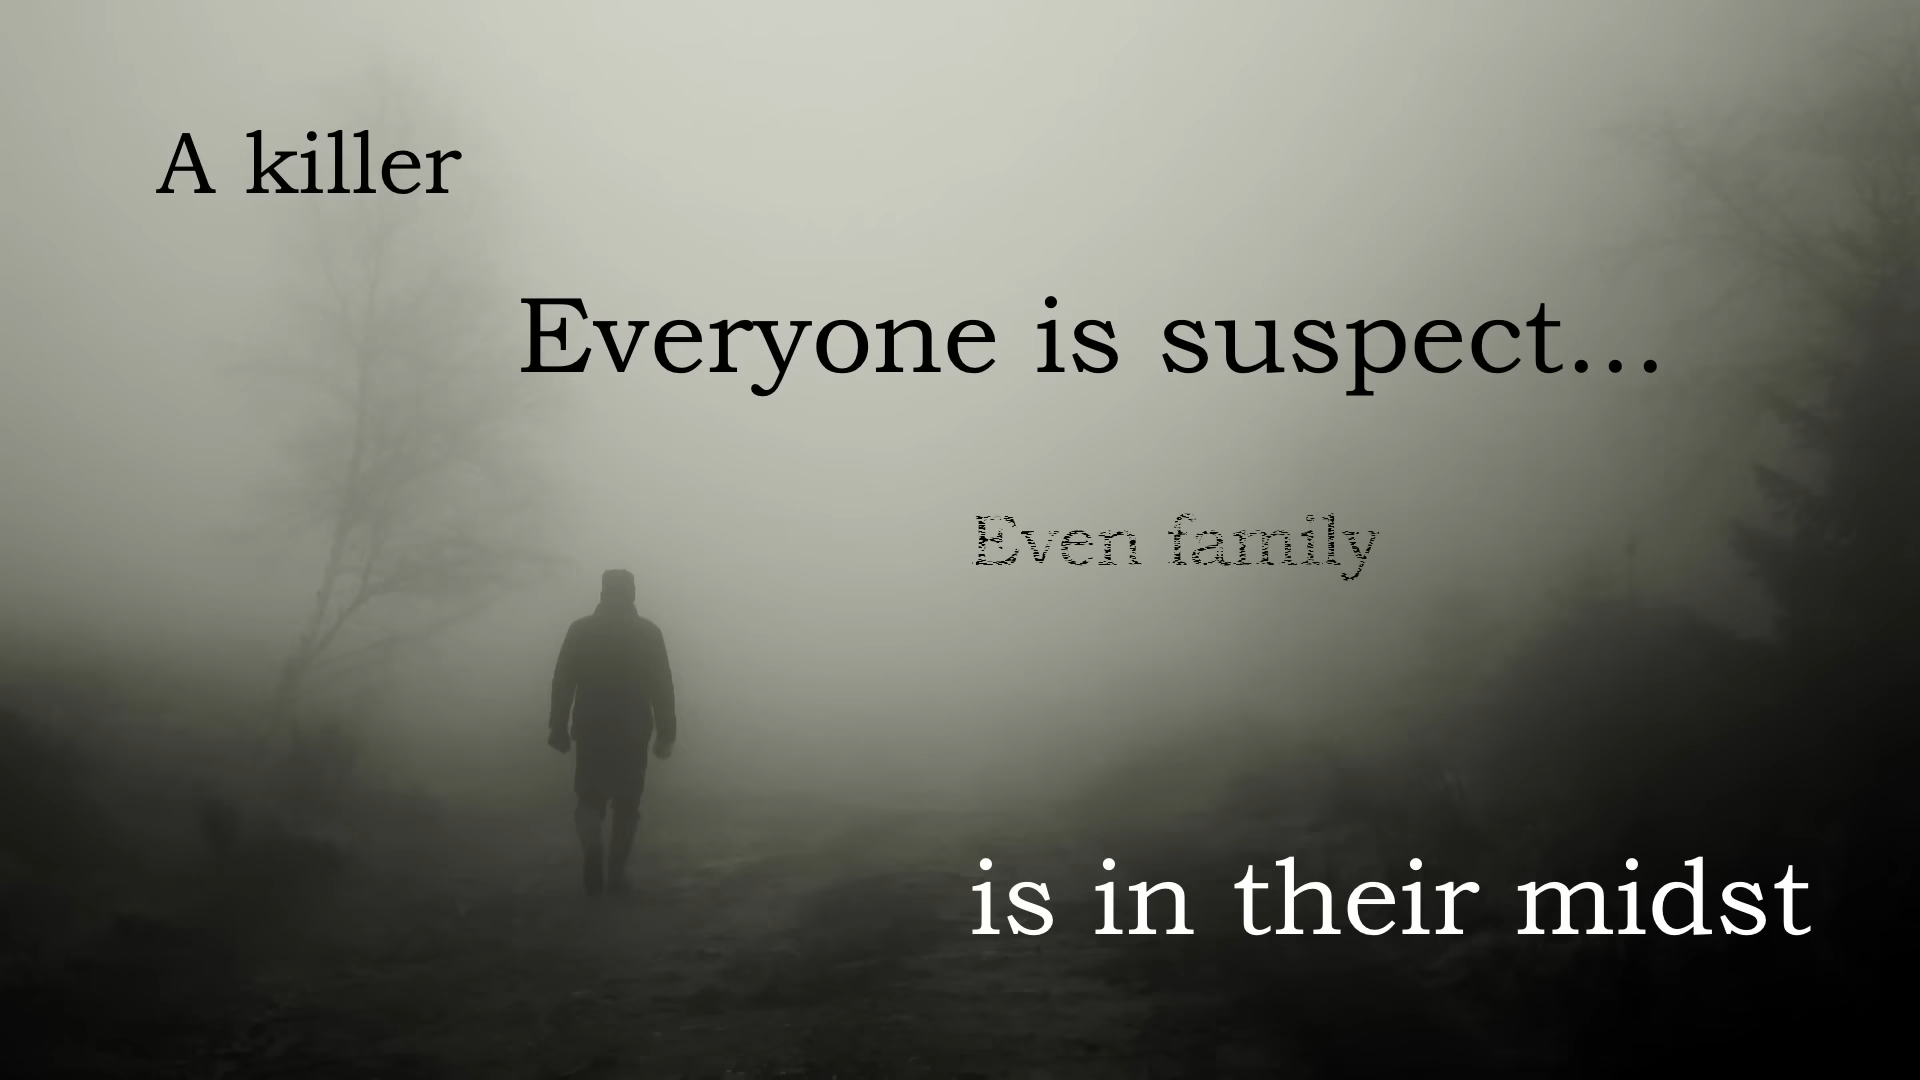 A killer
Everyone is suspect...
Even family
is in their midst